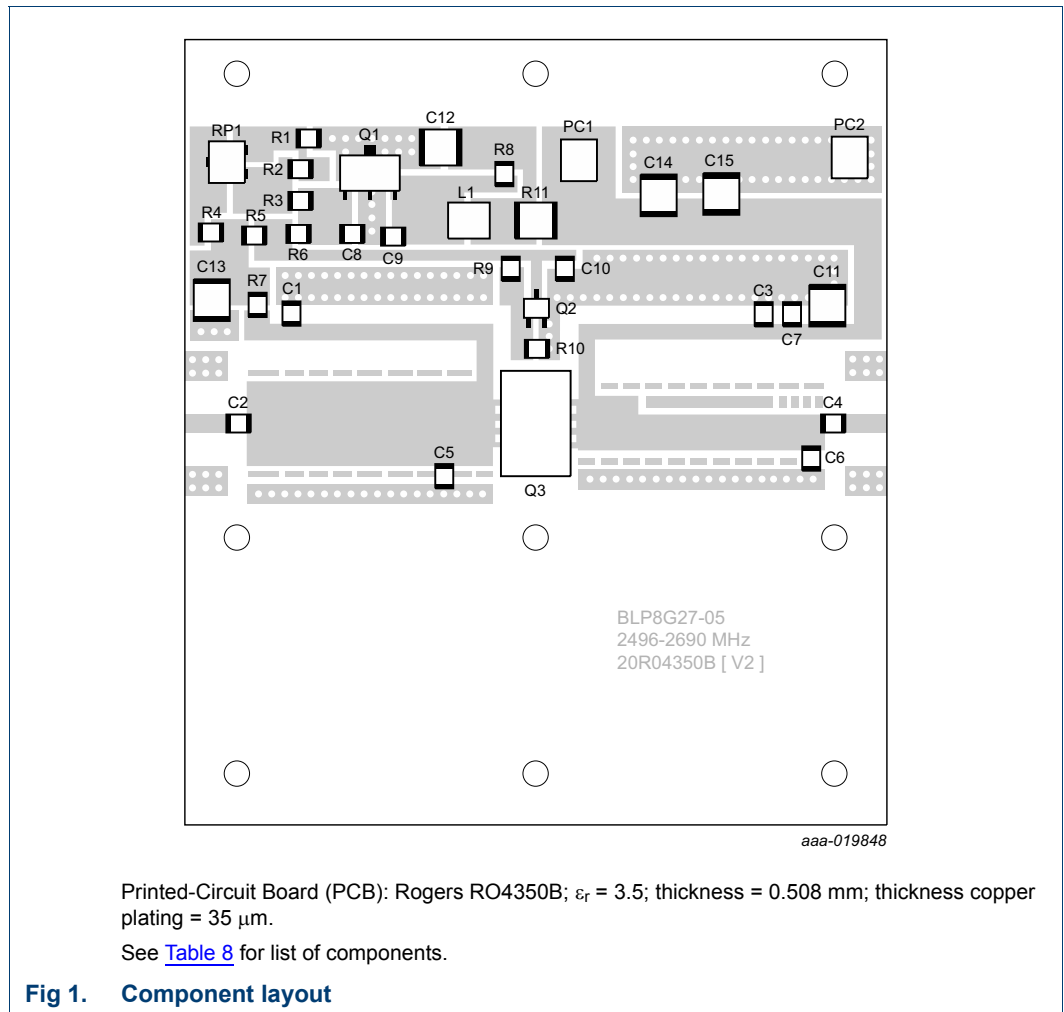 C12
RP1
R1
Q1
PC1
PC2
R8
R2
C14
C15
R3
L1
R11
R4
R5
R6
C8
C9
C13
R9
C10
C11
R7
C1
C3
Q2
C7
R10
C2
C4
C5
C6
Q3
BLP8G27-05
2496-2690 MHz
20R04350B [ V2 ]
aaa-019848
Printed-Circuit Board (PCB): Rogers RO4350B; εr = 3.5; thickness = 0.508 mm; thickness copper
plating = 35 μm.
See Table 8 for list of components.
Fig 1. Component layout